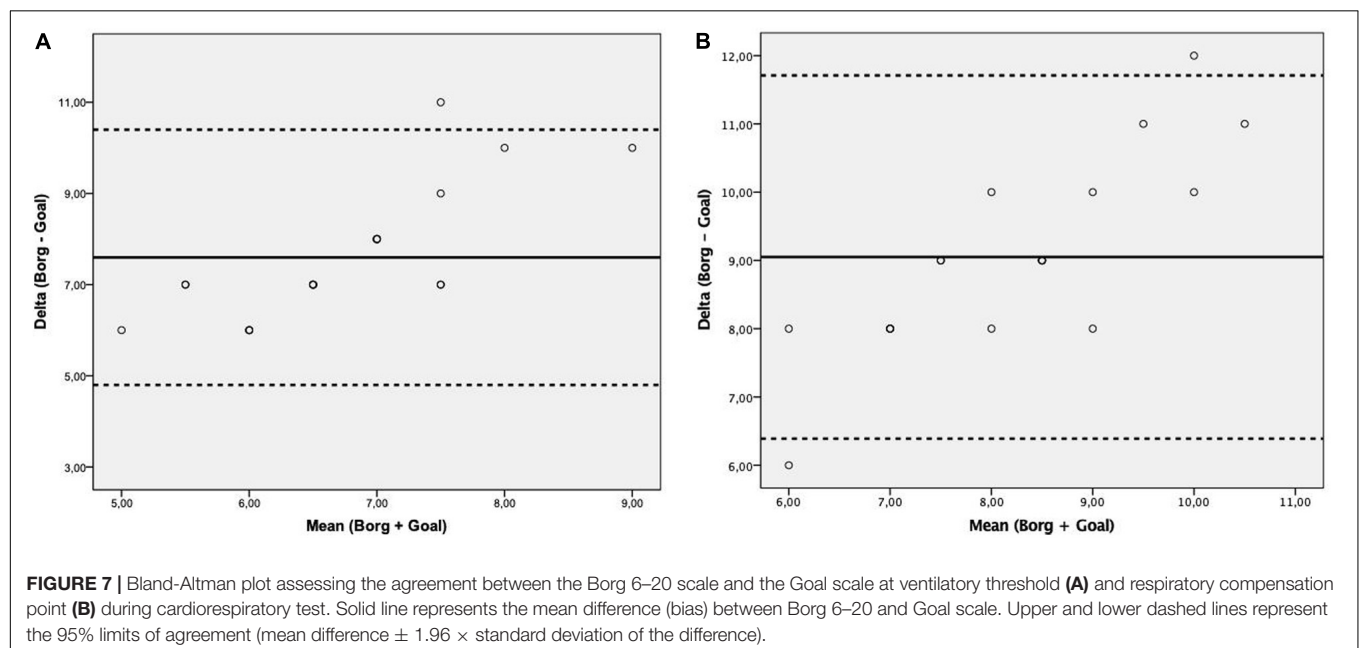 A
11,00
9,00
7,00
5,00
3,00
Delta (Borg - Goal)
5,00 6,00 7,00 8,00 9,00
Mean (Borg + Goal)
B
12,00
11,00
10,00
9,00
8,00
7,00
6,00
Delta (Borg – Goal)
6,00 7,00 8,00 9,00 10,00 11,00
Mean (Borg + Goal)
FIGURE 7 | Bland-Altman plot assessing the agreement between the Borg 6–20 scale and the Goal scale at ventilatory threshold (A) and respiratory compensation
point (B) during cardiorespiratory test. Solid line represents the mean difference (bias) between Borg 6–20 and Goal scale. Upper and lower dashed lines represent
the 95% limits of agreement (mean difference ± 1.96 × standard deviation of the difference).